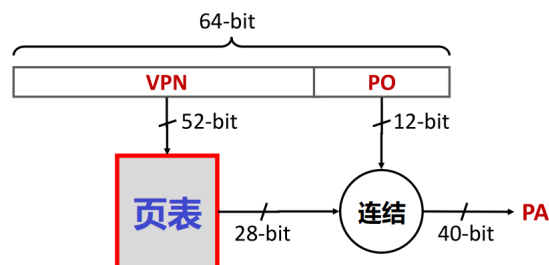 64-bit
VPN PO
52-bit 12-bit
页表 连结 PA
28-bit 40-bit